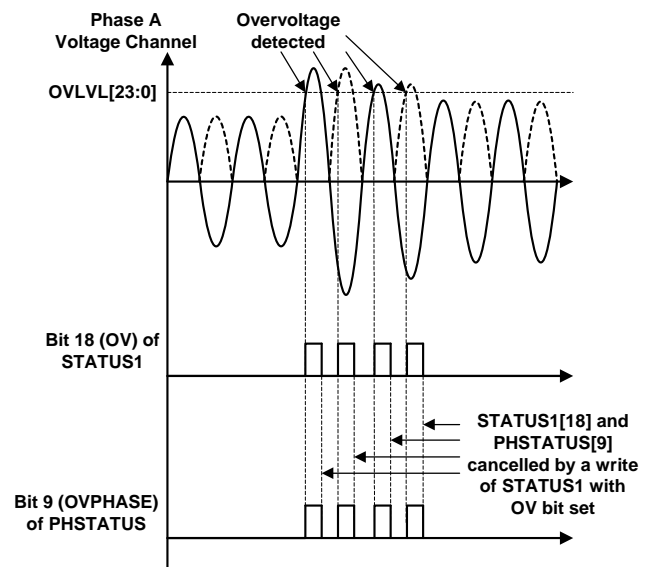 Phase A
Voltage Channel
Overvoltage
detected
OVLVL[23:0]
Bit 18 (OV) of
STATUS1
STATUS1[18] and
PHSTATUS[9]
cancelled by a write
of STATUS1 with
OV bit set
Bit 9 (OVPHASE)
of PHSTATUS